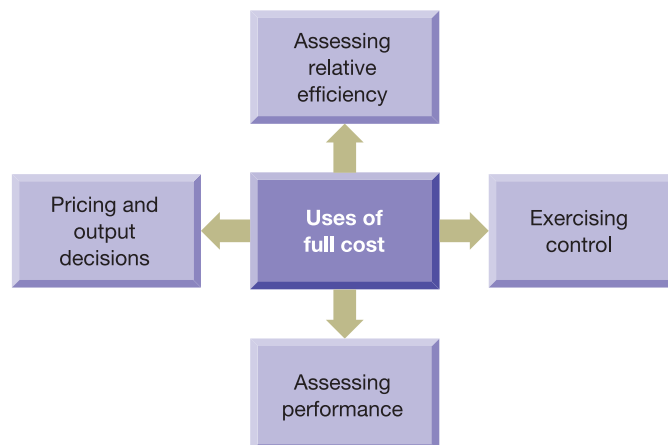 Assessing
relative
efficiency
Pricing and
output
decisions
Uses of
full cost
Exercising
control
Assessing
performance